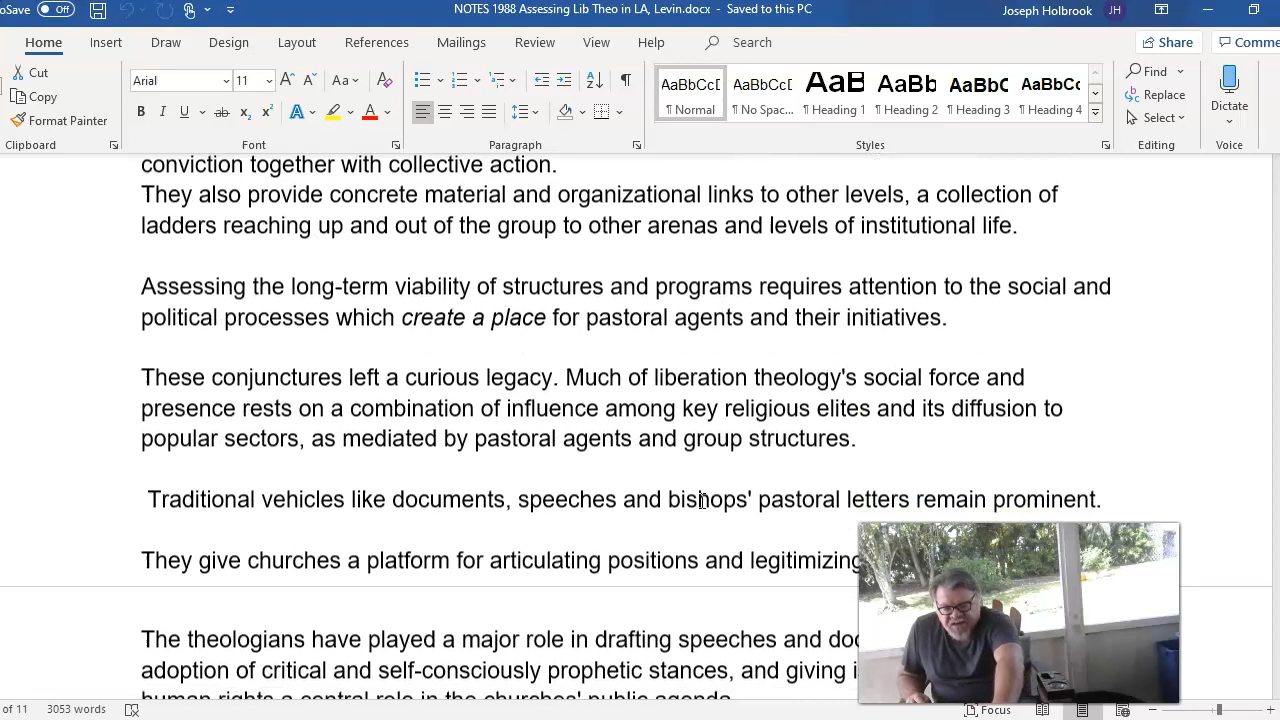 oSave Off
NOTES 1988 Assessing Lib Theo in LA, Levin.docx - Saved to this PC
Joseph Holbrook JH
Home Insert Draw Design Layout References Mailings Review View Help Search Share Comme
Cut
Copy
Format Painter
Clipboard
Arial 11
Font
Paragraph
AaBbCcD AaBbCcD AaB AaBb AaBbC AaBbCc
¶ Normal ¶ No Spac... ¶ Heading 1 ¶ Heading 2 ¶ Heading 3 ¶ Heading 4
Styles
Find
Replace
Select
Editing
Dictate
Voice
conviction together with collective action.
They also provide concrete material and organizational links to other levels, a collection of
ladders reaching up and out of the group to other arenas and levels of institutional life.
Assessing the long-term viability of structures and programs requires attention to the social and
political processes which create a place for pastoral agents and their initiatives.
These conjunctures left a curious legacy. Much of liberation theology's social force and
presence rests on a combination of influence among key religious elites and its diffusion to
popular sectors, as mediated by pastoral agents and group structures.
Traditional vehicles like documents, speeches and bishops' pastoral letters remain prominent.
They give churches a platform for articulating positions and legitimizing
The theologians have played a major role in drafting speeches and doc
adoption of critical and self-consciously prophetic stances, and giving i
human rights a central role in the churches' public agenda.
of 11 3053 words Focus